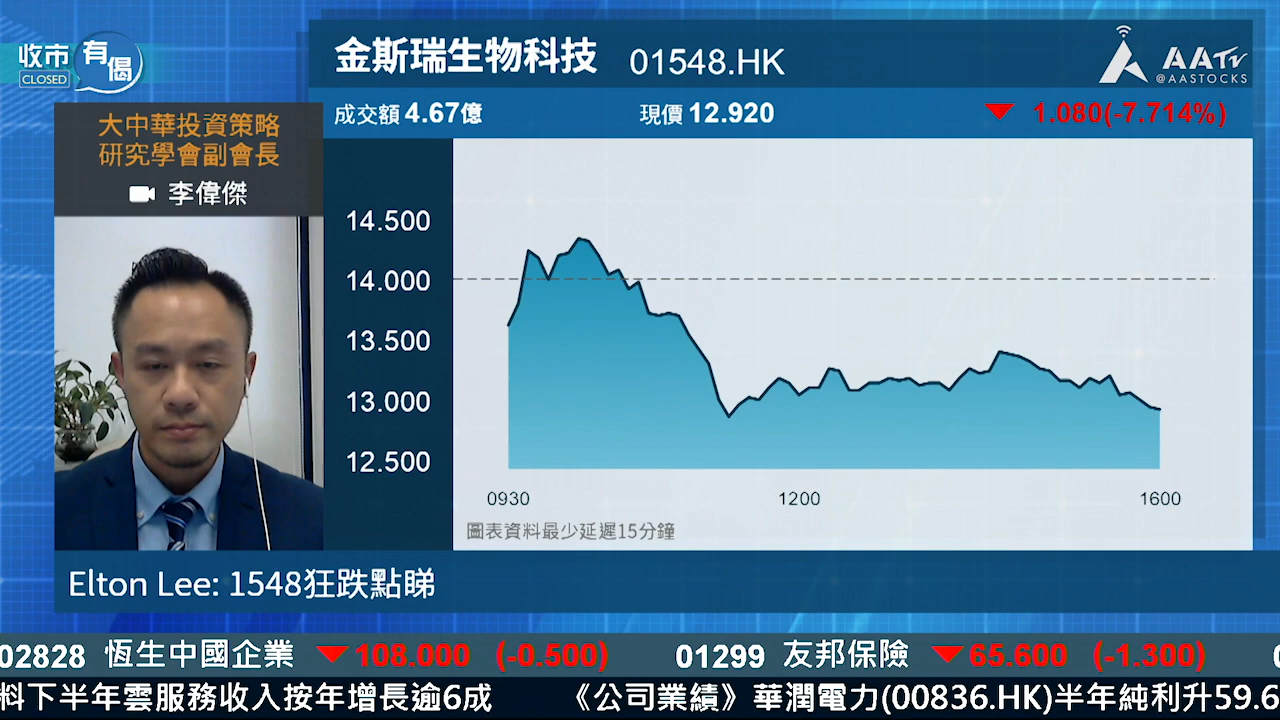 收市
CLOSED
有偈
金斯瑞生物科技 01548.HK
AATV
@AASTOCKS
成交額 4.67億 現價 12.920 1.080(-7.714%)
大中華投資策略
研究學會副會長
李偉傑
14.500
14.000
13.500
13.000
12.500
0930 1200 1600
圖表資料最少延遲15分鐘
Elton Lee: 1548狂跌點睇
02828 恆生中國企業 108.000 (-0.500) 01299 友邦保險 65.600 (-1.300)
料下半年雲服務收入按年增長逾6成 《公司業績》華潤電力(00836.HK)半年純利升59.6